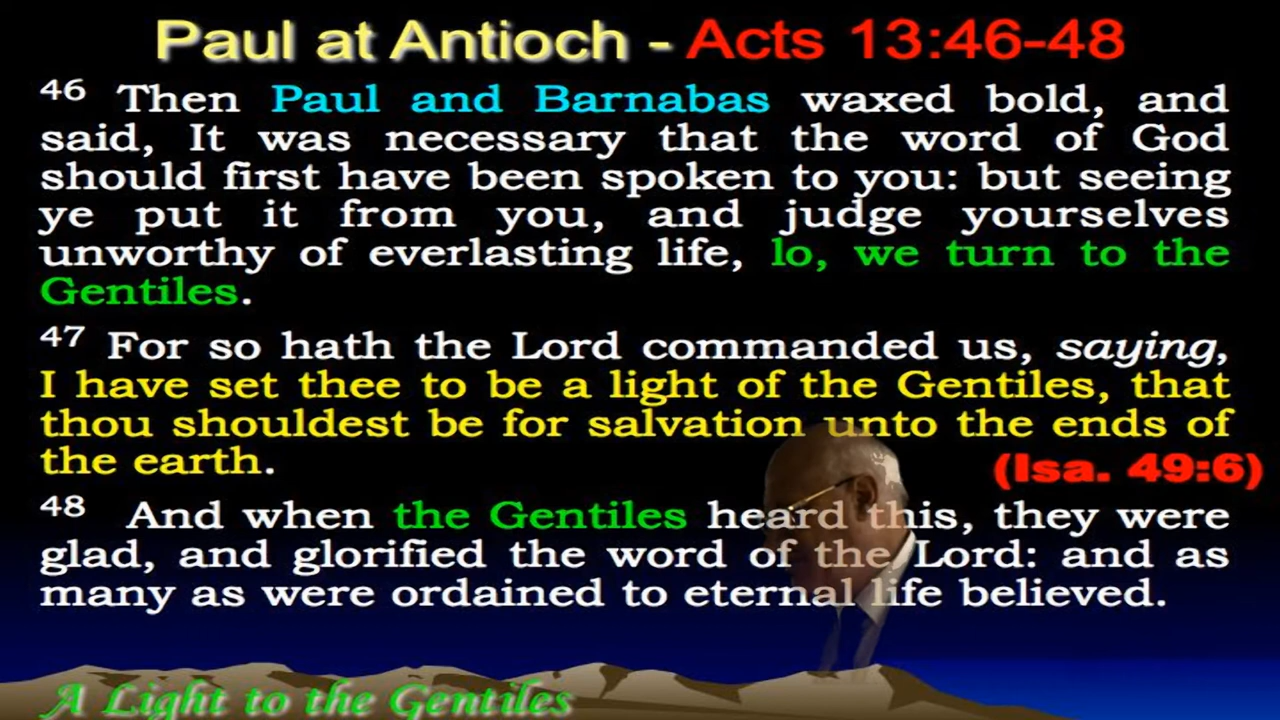 Paul at Antioch - Acts 13:46-48
46 Then Paul and Barnabas waxed bold, and
said, It was necessary that the word of God
should first have been spoken to you: but seeing
ye put it from you, and judge yourselves
unworthy of everlasting life, lo, we turn to the
Gentiles.
47 For so hath the Lord commanded us, saying,
I have set thee to be a light of the Gentiles, that
thou shouldest be for salvation unto the ends of
the earth.
(Isa. 49:6)
48 And when the Gentiles heard this, they were
glad, and glorified the word of the Lord: and as
many as were ordained to eternal life believed.
A Light to the Gentiles